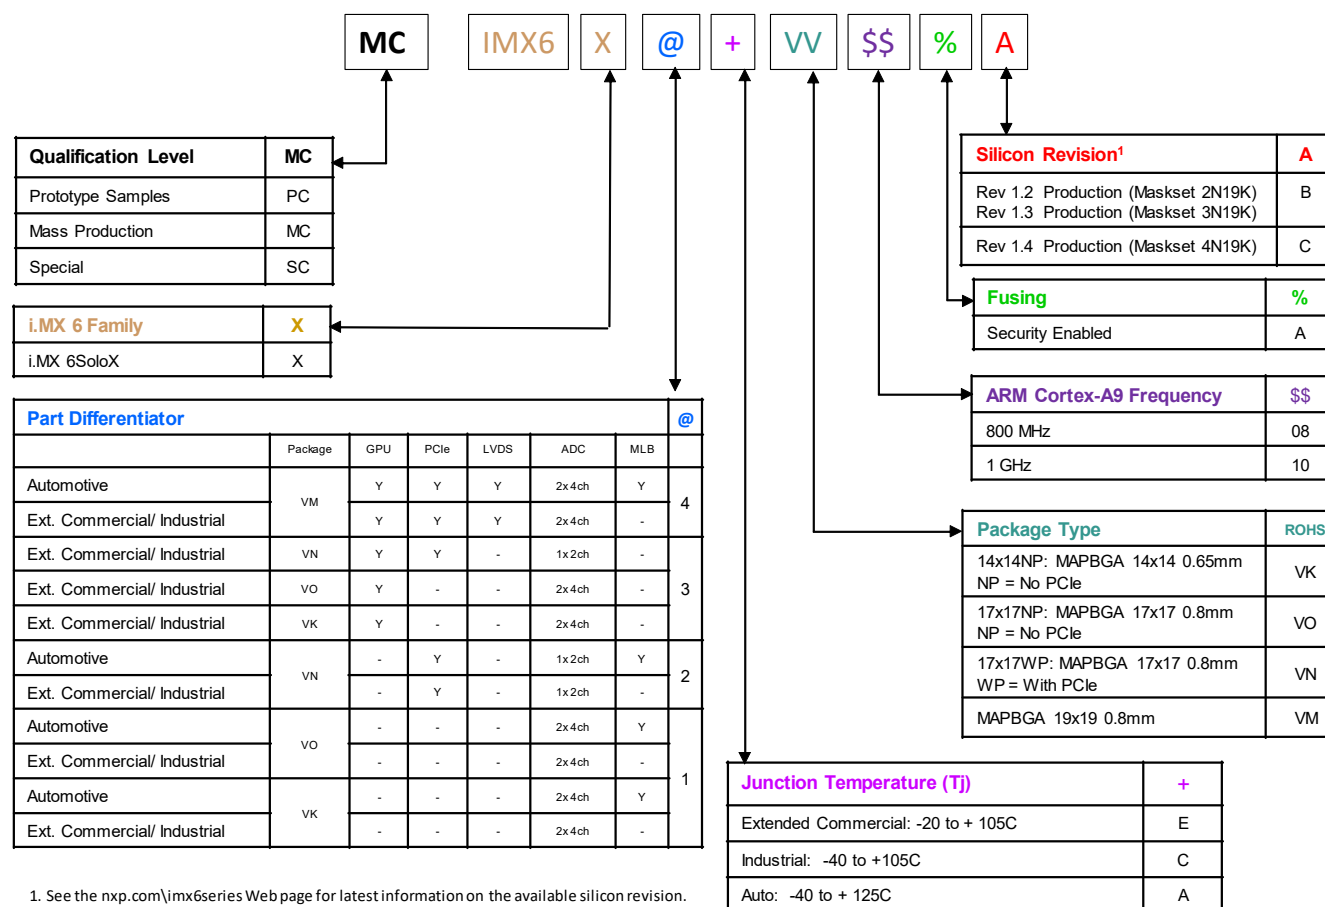 MC IMX6 X @ + VV $$ % A
Qualification Level MC
Prototype Samples PC
Mass Production MC
Special SC
i.MX 6 Family X
i.MX 6SoloX X
Part Differentiator @
Package GPU PCIe LVDS ADC MLB
Automotive VM Y Y Y 2x4ch Y 4
Ext. Commercial/ Industrial Y Y Y 2x4ch -
Ext. Commercial/ Industrial VN Y Y - 1x2ch - 3
Ext. Commercial/ Industrial VO Y - - 2x4ch -
Ext. Commercial/ Industrial VK Y - - 2x4ch -
Automotive VN - Y - 1x2ch Y 2
Ext. Commercial/ Industrial - Y - 1x2ch -
Automotive VO - - - 2x4ch Y 1
Ext. Commercial/ Industrial - - - 2x4ch -
Automotive VK - - - 2x4ch Y
Ext. Commercial/ Industrial - - - 2x4ch -
Silicon Revision¹ A
Rev 1.2 Production (Maskset 2N19K) B
Rev 1.3 Production (Maskset 3N19K)
Rev 1.4 Production (Maskset 4N19K) C
Fusing %
Security Enabled A
ARM Cortex-A9 Frequency $$
800 MHz 08
1 GHz 10
Package Type ROHS
14x14NP: MAPBGA 14x14 0.65mm VK
NP = No PCIe
17x17NP: MAPBGA 17x17 0.8mm VO
NP = No PCIe
17x17WP: MAPBGA 17x17 0.8mm VN
WP = With PCIe
MAPBGA 19x19 0.8mm VM
Junction Temperature (Tj) +
Extended Commercial: -20 to + 105C E
Industrial: -40 to +105C C
Auto: -40 to + 125C A
1. See the nxp.com\imx6series Web page for latest information on the available silicon revision.